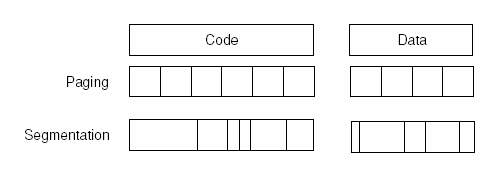 Code Data
Paging
Segmentation